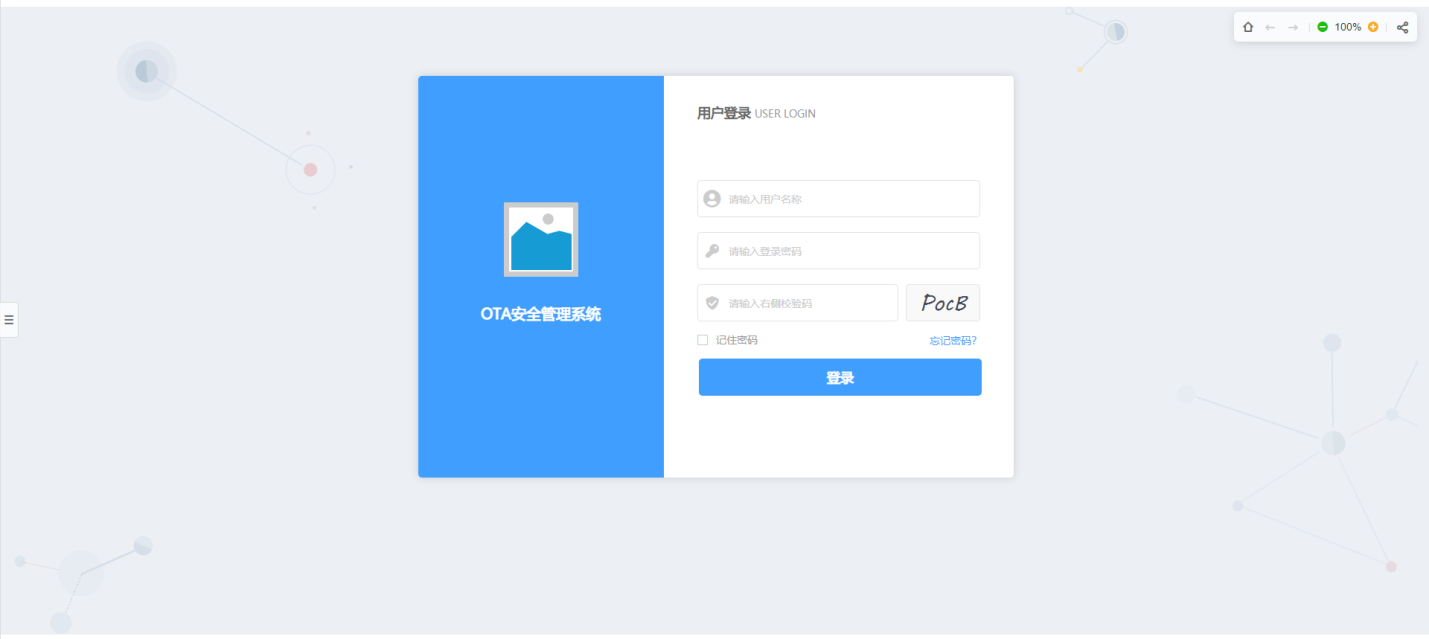 100%
用户登录 USER LOGIN
请输入用户名称
请输入登录密码
请输入右侧校验码
PocB
OTA安全管理系统
记住密码
忘记密码?
登录